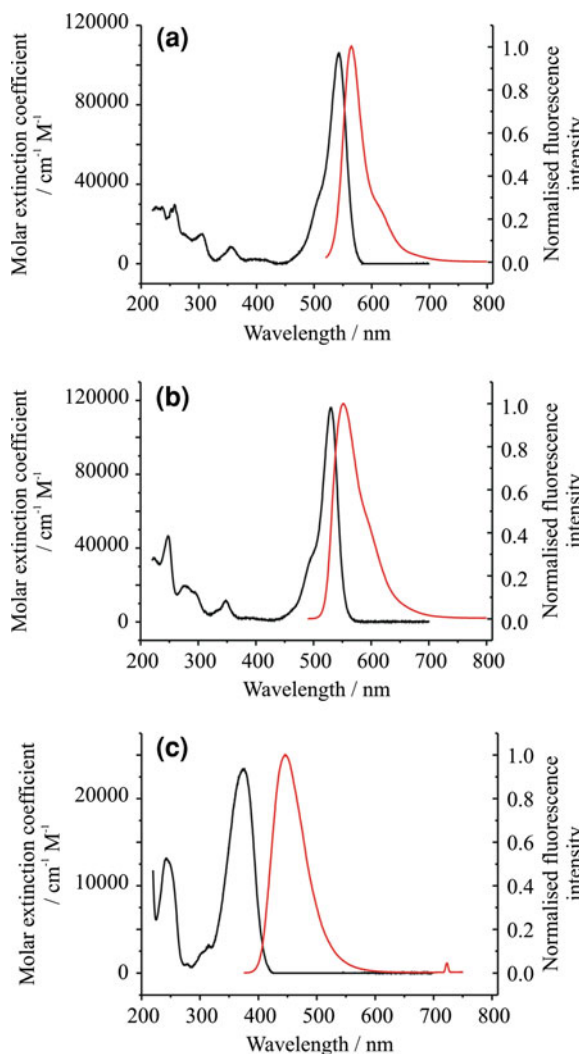 (a)
Molar extinction coefficient
/ cm⁻¹ M⁻¹
120000
80000
40000
0
1.0
0.8
0.6
0.4
0.2
0.0
Normalised fluorescence
intensity
200 300 400 500 600 700 800
Wavelength / nm
(b)
Molar extinction coefficient
/ cm⁻¹ M⁻¹
120000
80000
40000
0
1.0
0.8
0.6
0.4
0.2
0.0
Normalised fluorescence
intensity
200 300 400 500 600 700 800
Wavelength / nm
(c)
Molar extinction coefficient
/ cm⁻¹ M⁻¹
20000
10000
0
1.0
0.8
0.6
0.4
0.2
0.0
Normalised fluorescence
intensity
200 300 400 500 600 700 800
Wavelength / nm